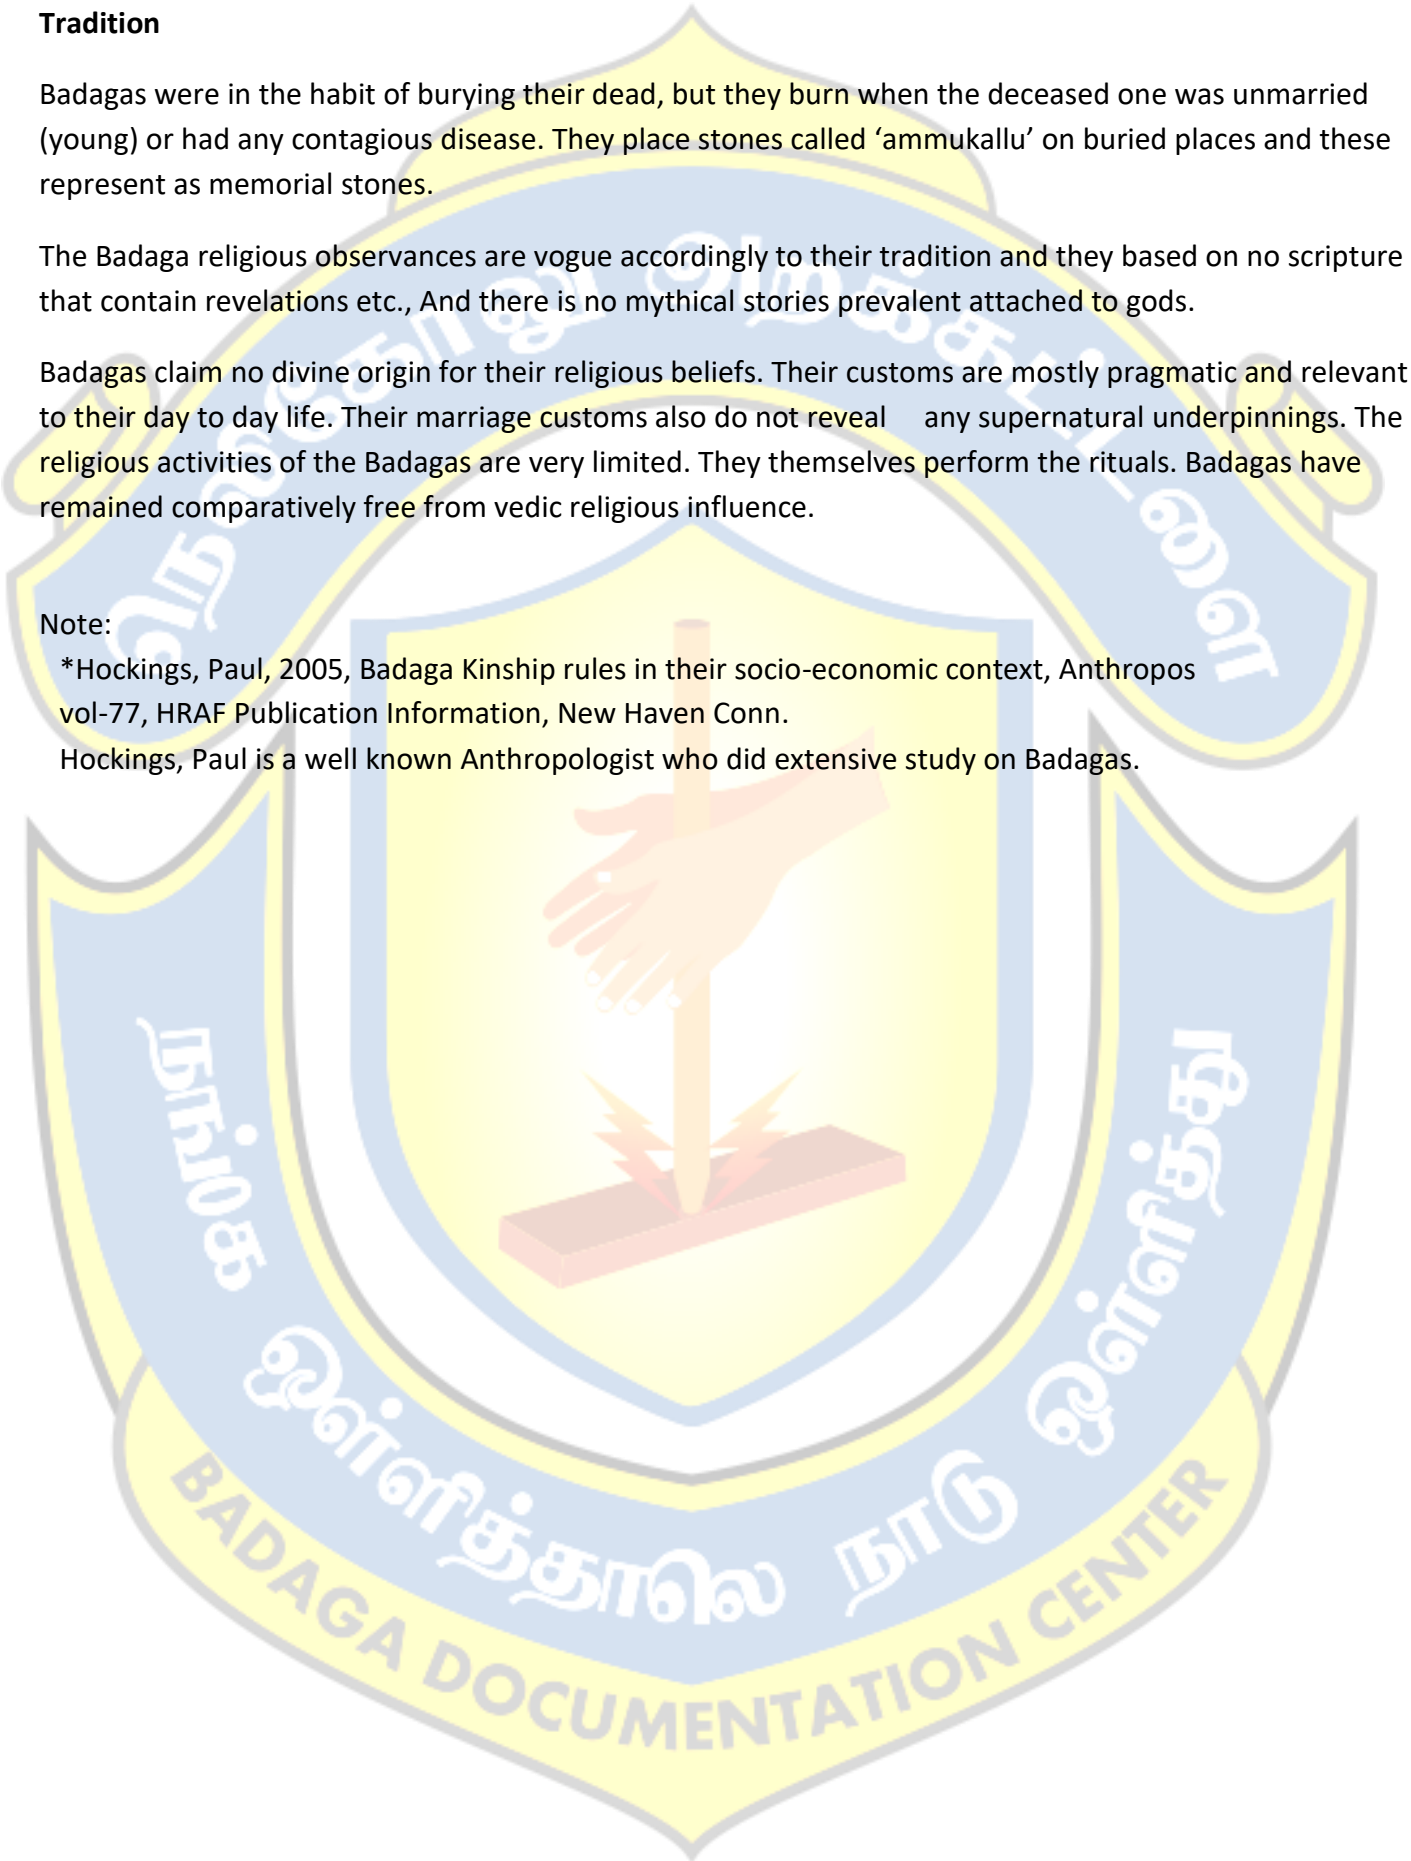 Tradition
Badagas were in the habit of burying their dead, but they burn when the deceased one was unmarried
(young) or had any contagious disease. They place stones called ‘ammukallu’ on buried places and these
represent as memorial stones.
The Badaga religious observances are vogue accordingly to their tradition and they based on no scripture
that contain revelations etc., And there is no mythical stories prevalent attached to gods.
Badagas claim no divine origin for their religious beliefs. Their customs are mostly pragmatic and relevant
to their day to day life. Their marriage customs also do not reveal any supernatural underpinnings. The
religious activities of the Badagas are very limited. They themselves perform the rituals. Badagas have
remained comparatively free from vedic religious influence.
Note:
*Hockings, Paul, 2005, Badaga Kinship rules in their socio-economic context, Anthropos
vol-77, HRAF Publication Information, New Haven Conn.
Hockings, Paul is a well known Anthropologist who did extensive study on Badagas.
நெலிகோலு அறக்கட்டளை
நங்க ஒள்ளித்தாலெ நாடு ஒள்ளித்து
BADAGA DOCUMENTATION CENTER